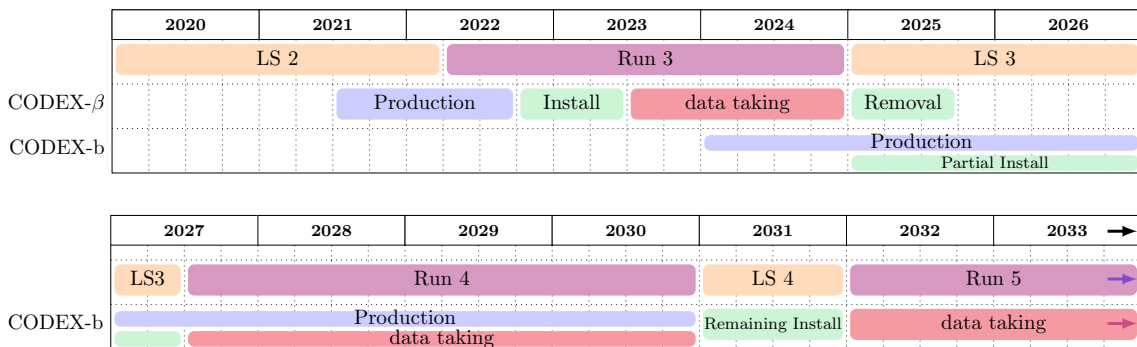 2020 2021 2022 2023 2024 2025 2026
LS 2 Run 3 LS 3
CODEX-β Production Install data taking Removal
CODEX-b Production
Partial Install
2027 2028 2029 2030 2031 2032 2033
LS3 Run 4 LS 4 Run 5
CODEX-b Production Remaining Install data taking
data taking